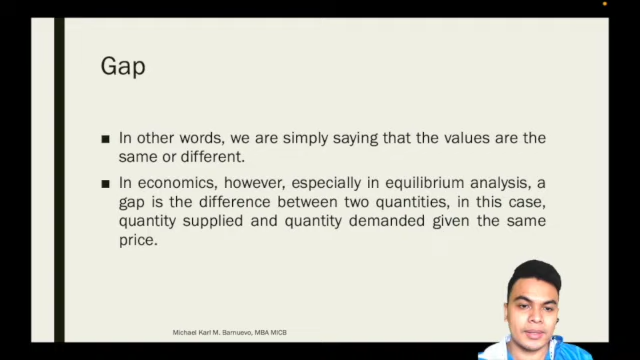 Gap
■ In other words, we are simply saying that the values are the
same or different.
■ In economics, however, especially in equilibrium analysis, a
gap is the difference between two quantities, in this case,
quantity supplied and quantity demanded given the same
price.
Michael Karl M. Barnuevo, MBA MICB